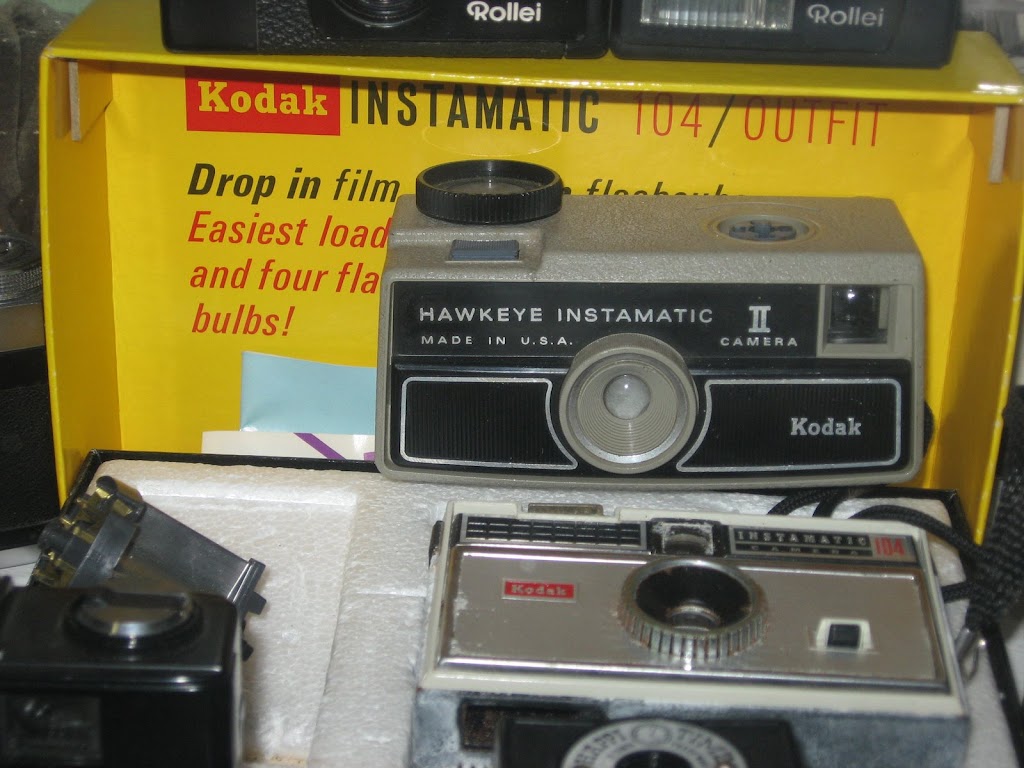 Rollei
Rollei
Kodak INSTAMATIC 104/OUTFIT
Drop in film
Easiest load
and four fla
bulbs!
HAWKEYE INSTAMATIC II
MADE IN U.S.A. CAMERA
Kodak
INSTAMATIC 104
CAMERA
Kodak